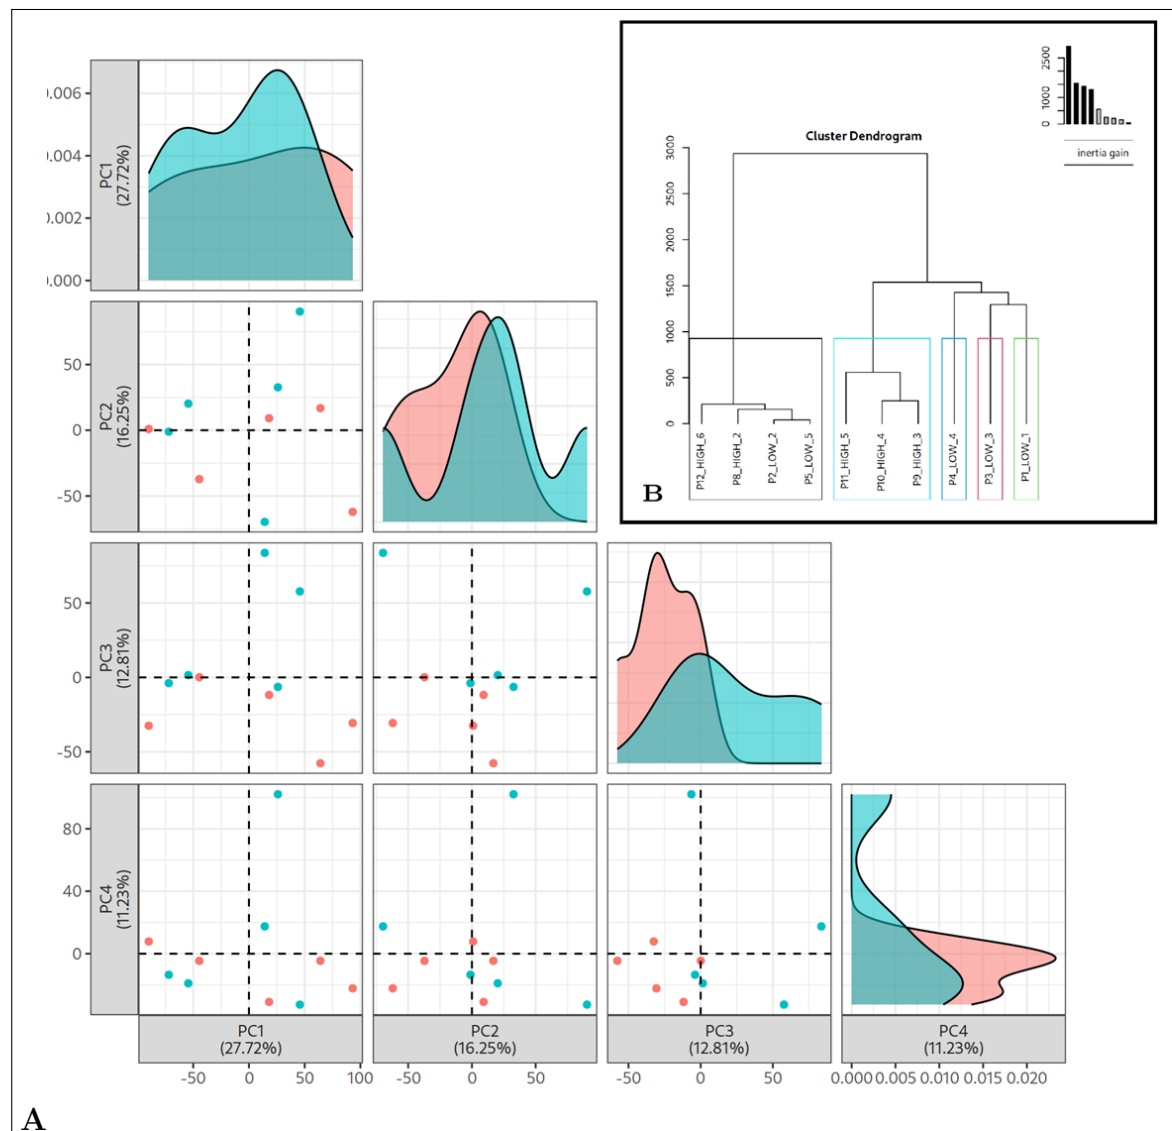 0.006
0.004
0.002
0.000
PC1
(27.72%)
50
0
-50
PC2
(16.25%)
50
0
-50
PC3
(12.81%)
80
40
0
PC4
(11.23%)
PC1
(27.72%)
PC2
(16.25%)
PC3
(12.81%)
PC4
(11.23%)
-50 0 50 100
-50 0 50
-50 0 50
0.000 0.005 0.010 0.015 0.020
A
Cluster Dendrogram
3000
2500
2000
1500
1000
500
0
P12_HIGH_6
P8_HIGH_2
P2_LOW_2
P5_LOW_5
P11_HIGH_5
P10_HIGH_4
P9_HIGH_3
P4_LOW_4
P3_LOW_3
P1_LOW_1
2500
1000
0
inertia gain
B